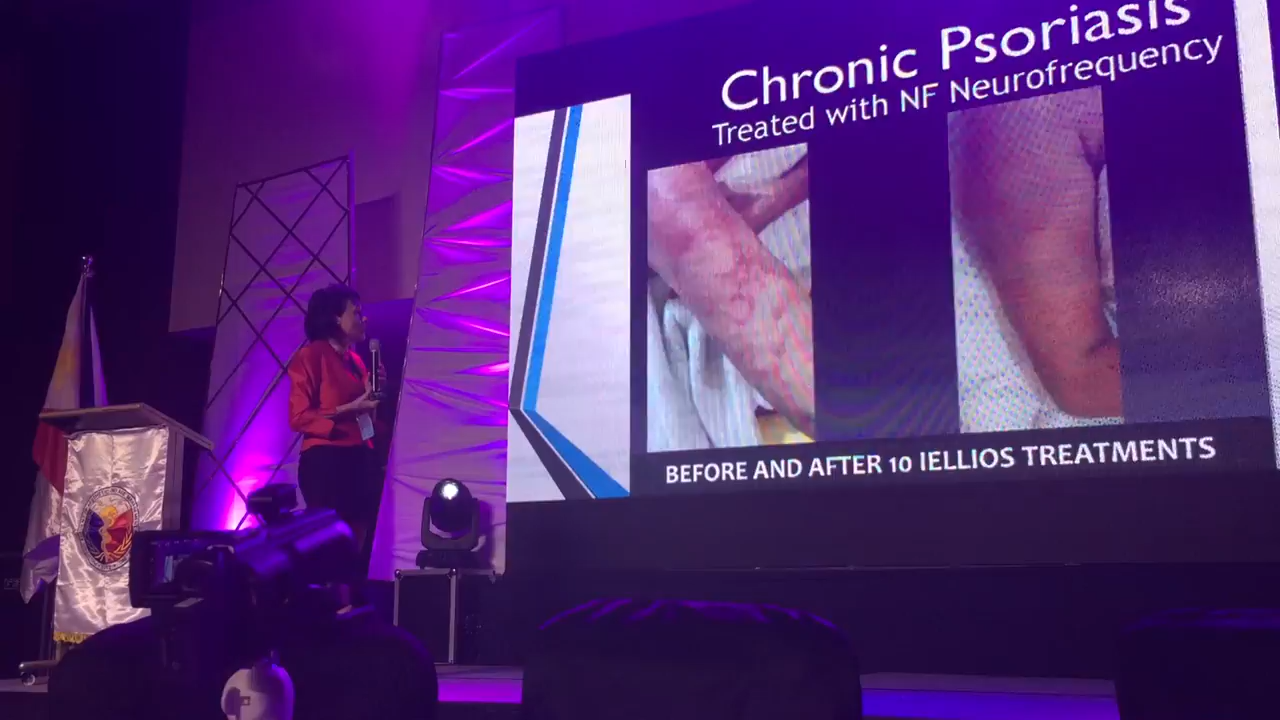 Chronic Psoriasis
Treated with NF Neurofrequency
BEFORE AND AFTER 10 IELLIOS TREATMENTS